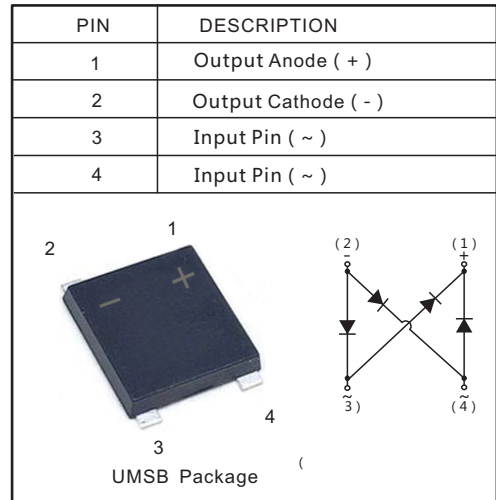 PIN DESCRIPTION
1 Output Anode ( + )
2 Output Cathode ( - )
3 Input Pin ( ~ )
4 Input Pin ( ~ )
1
2
(2) (1)
- +
− +
~ ~
3) (4)
4
3
(
UMSB Package